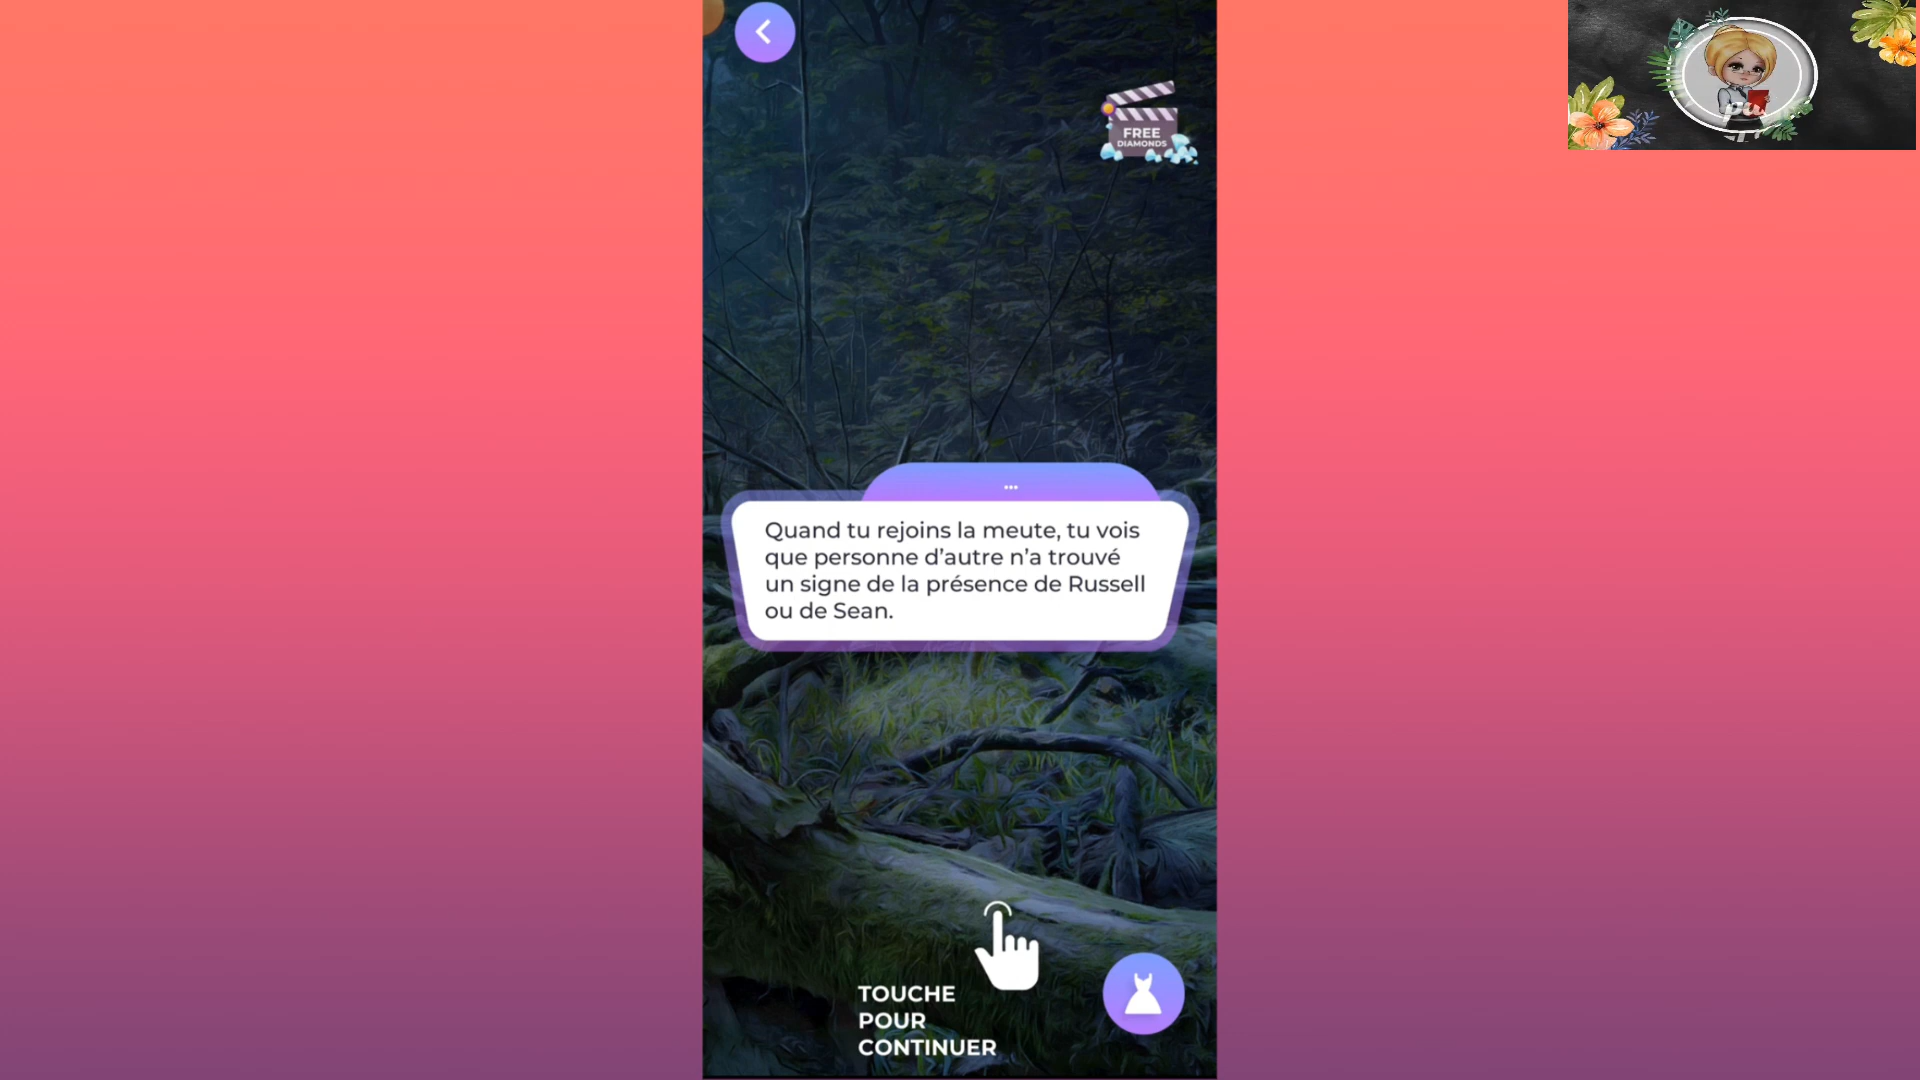 FREE
DIAMONDS
...
Quand tu rejoins la meute, tu vois
que personne d’autre n’a trouvé
un signe de la présence de Russell
ou de Sean.
TOUCHE
POUR
CONTINUER